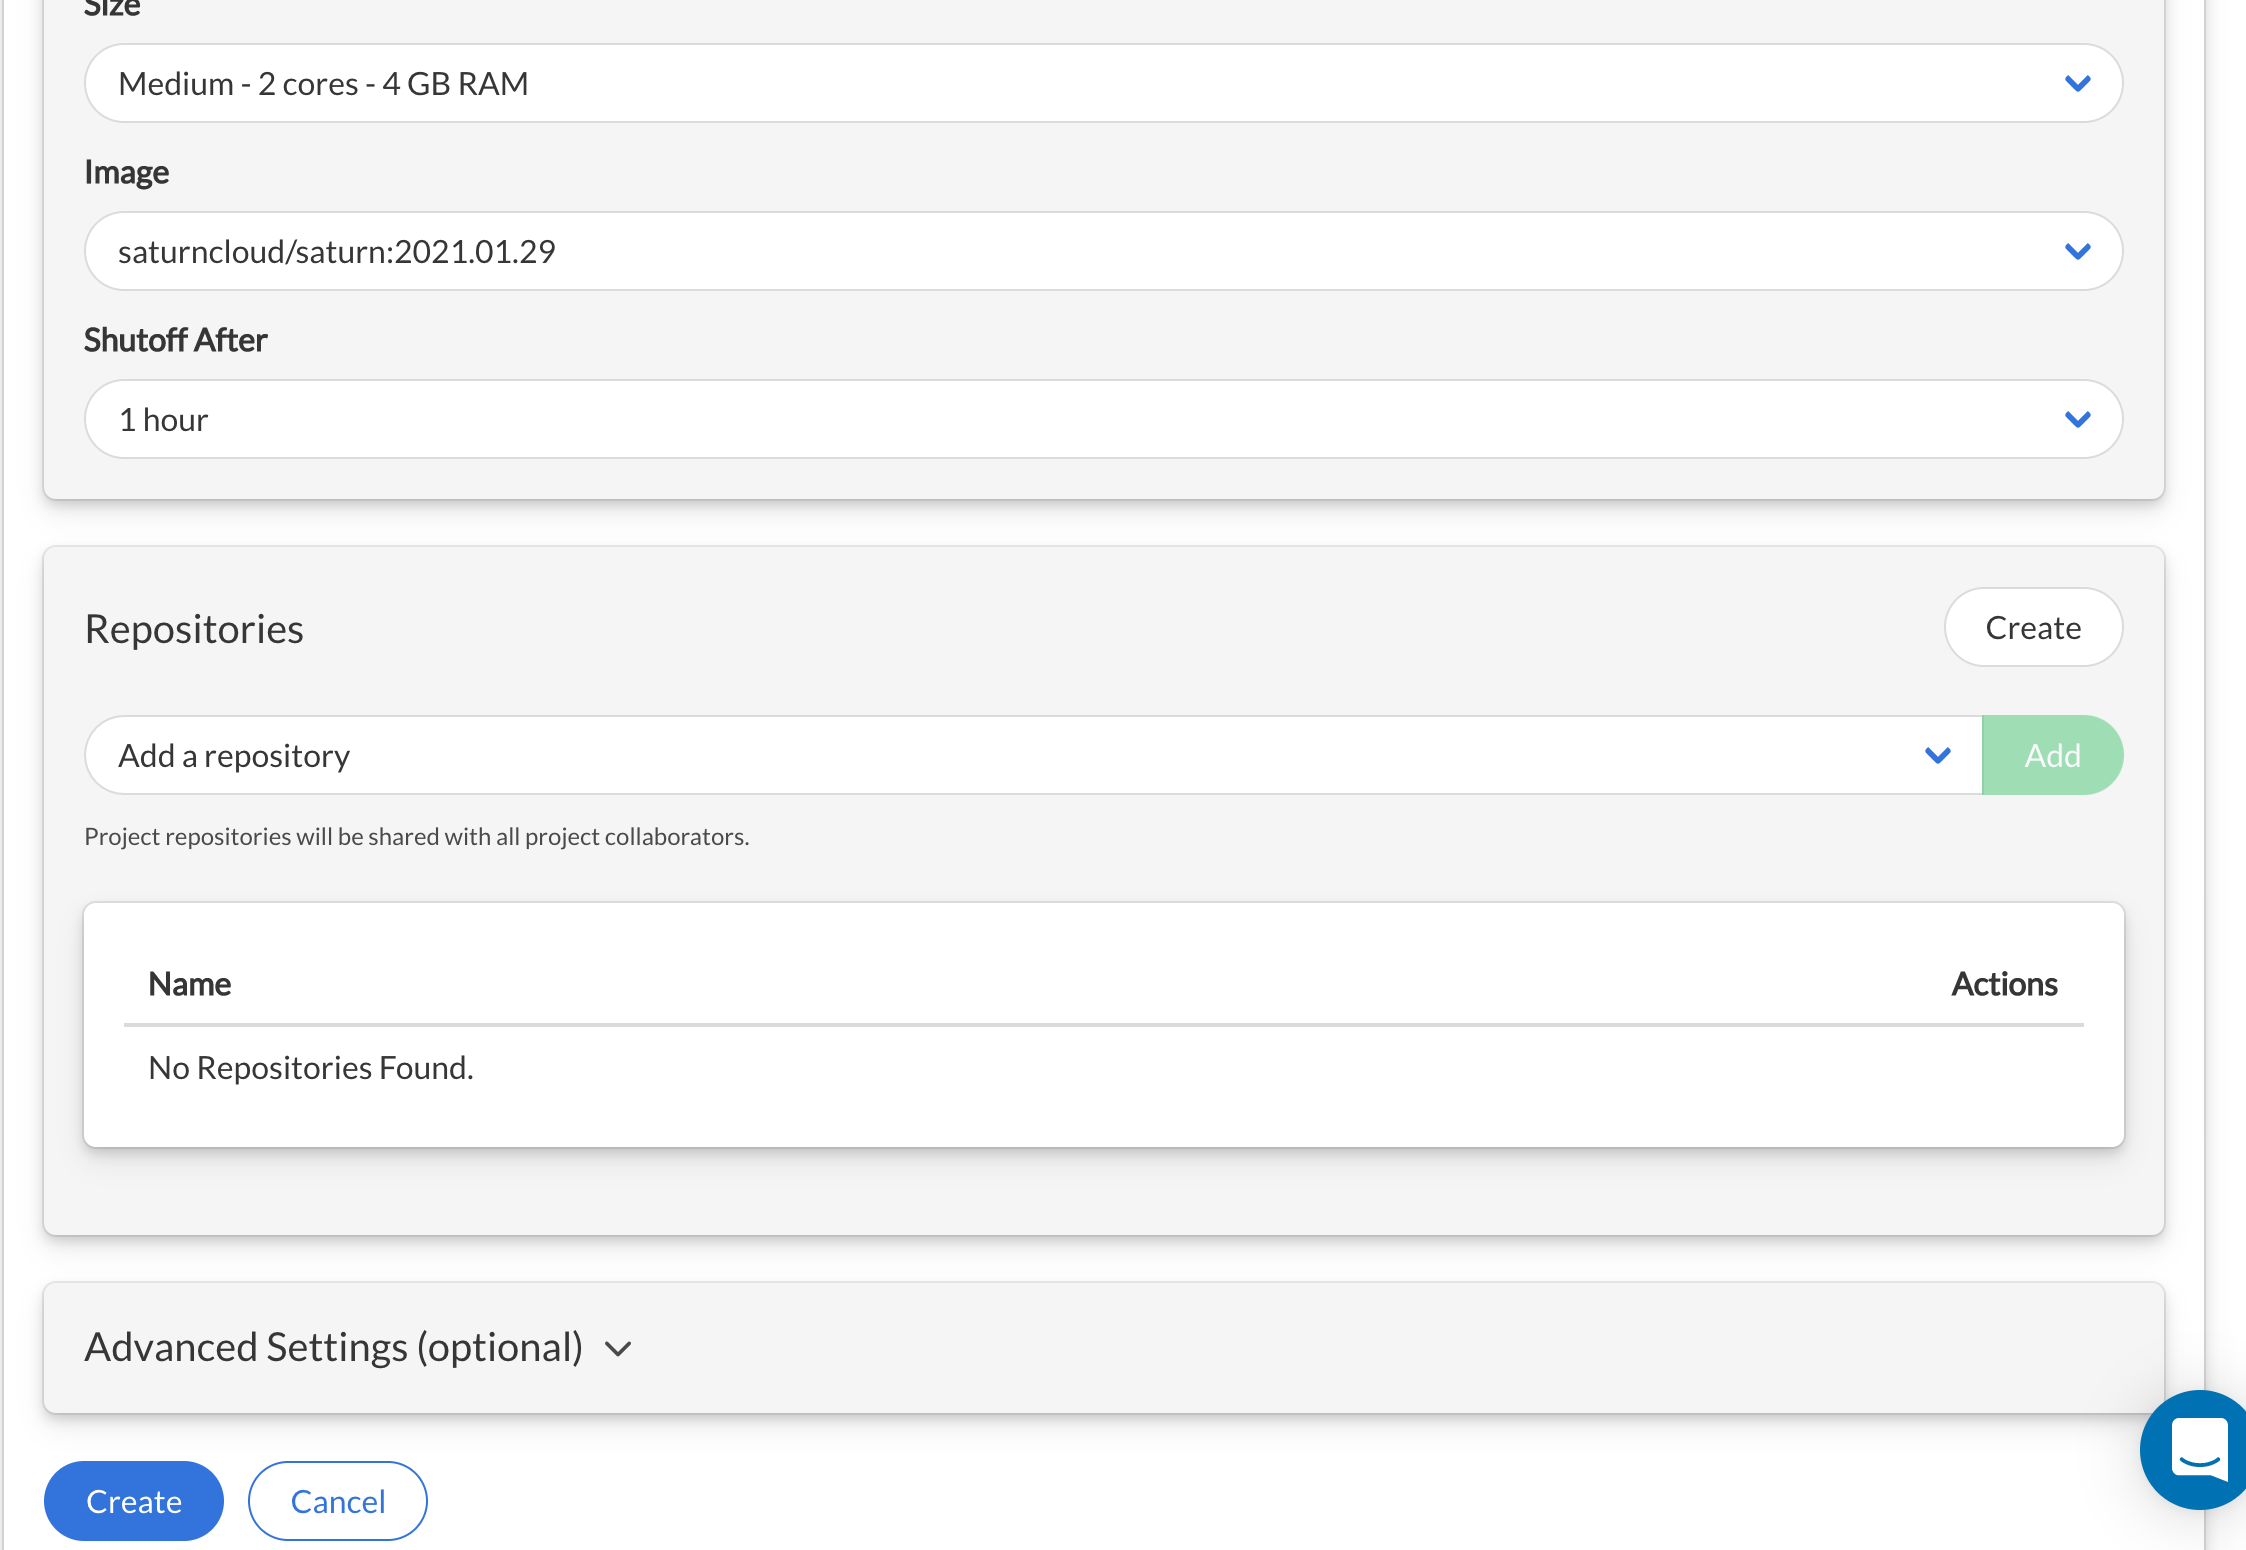 Size
Medium - 2 cores - 4 GB RAM
Image
saturncloud/saturn:2021.01.29
Shutoff After
1 hour
Repositories
Create
Add a repository
Add
Project repositories will be shared with all project collaborators.
Name
Actions
No Repositories Found.
Advanced Settings (optional)
Create
Cancel